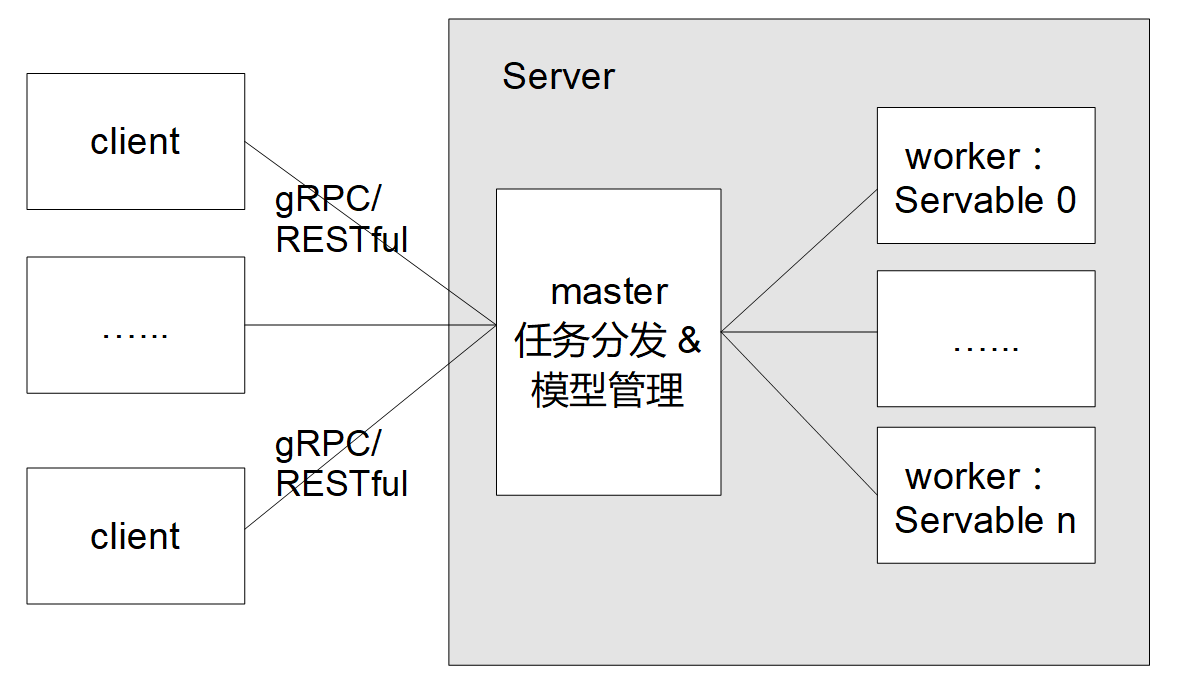 Server
client
gRPC/
RESTful
…...
gRPC/
RESTful
client
master
任务分发 &
模型管理
worker：
Servable 0
…...
worker：
Servable n